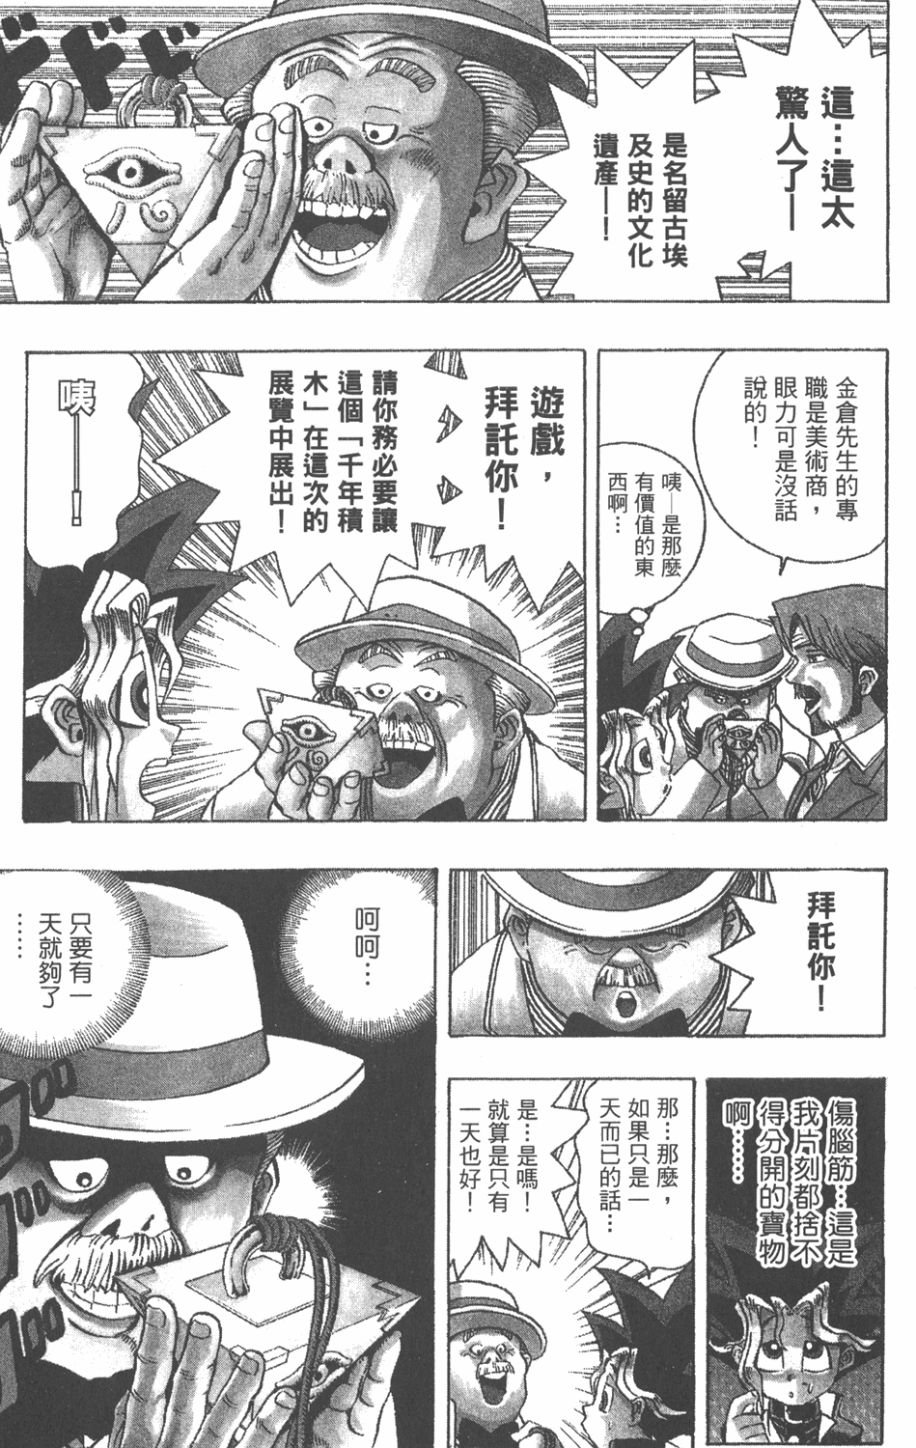 這…這太
驚人了—
是名留古埃
及史的文化
遺產—！
ドドド
金倉先生的專
職是美術商，
眼力可是沒話
說的！
咦—是那麼
有價值的東
西啊…
遊戲，
拜託你！
請你務必要讓
這個「千年積
木」在這次的
展覽中展出！
咦——！
拜託你！
傷腦筋…這是
我片刻都捨不
得分開的寶物
啊……
那…那麼，
如果只是一
天而已的話…
是…是嗎！
就算是只有
一天也好！
呵呵…
只要有一
天就夠了
……